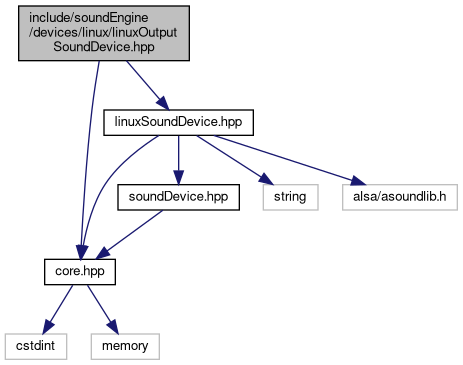 include/soundEngine
/devices/linux/linuxOutput
SoundDevice.hpp
linuxSoundDevice.hpp
soundDevice.hpp
string
alsa/asoundlib.h
core.hpp
cstdint
memory